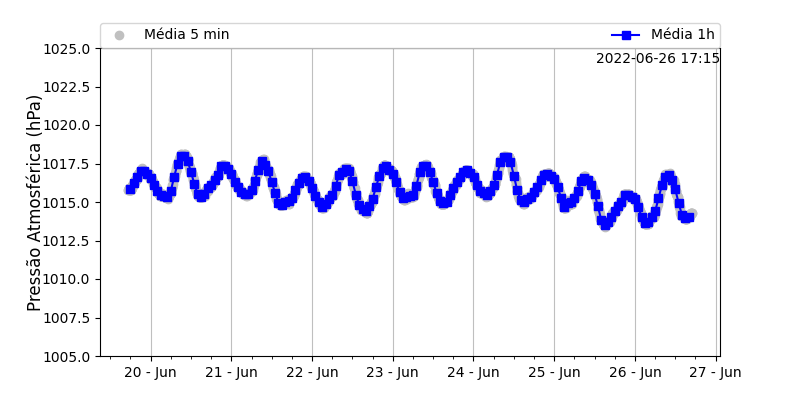 Média 5 min
Média 1h
2022-06-26 17:15
Pressão Atmosférica (hPa)
1025.0
1022.5
1020.0
1017.5
1015.0
1012.5
1010.0
1007.5
1005.0
20 - Jun
21 - Jun
22 - Jun
23 - Jun
24 - Jun
25 - Jun
26 - Jun
27 - Jun